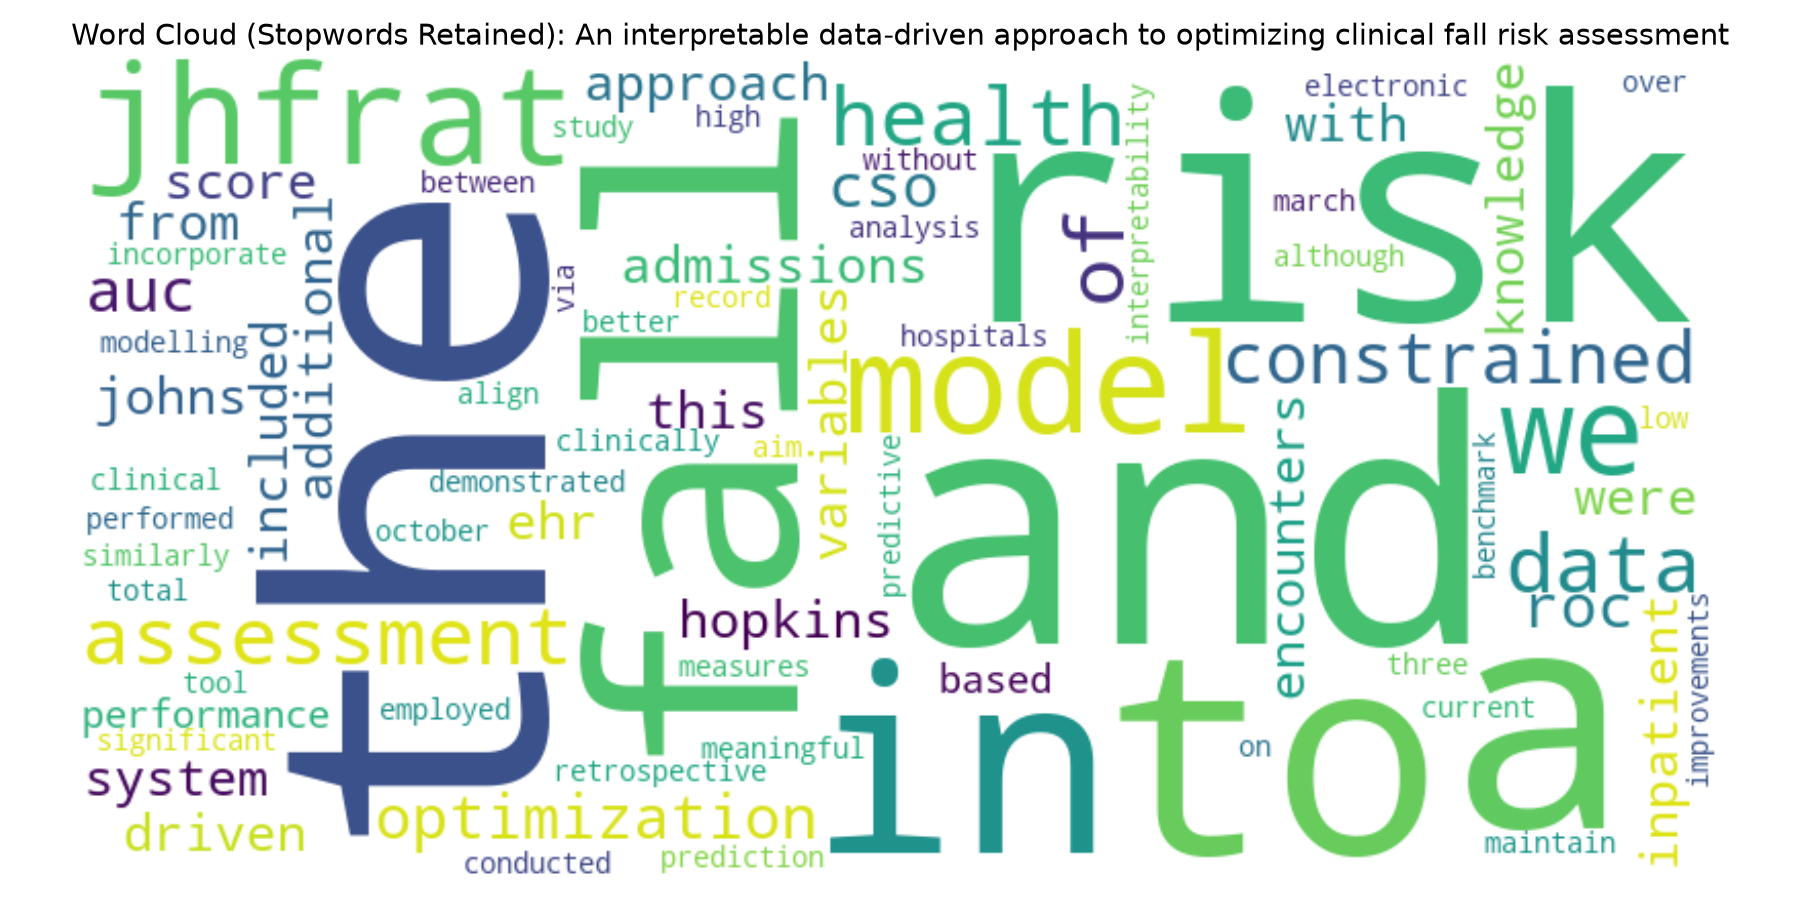 Word Cloud (Stopwords Retained): An interpretable data-driven approach to optimizing clinical fall risk assessment
jhfrat
approach
study
high
health
electronic
over
with
knowledge
interpretability
risk
score
between
without
cso
march
from
incorporate
additional
the
via
fall
admissions
analysis
of
although
auc
record
better
variables
hospitals
modelling
included
johns
align
this
model
constrained
clinically
aim
predictive
encounters
benchmark
we
low
clinical
demonstrated
were
performed
october
ehr
and
data
similarly
total
roc
assessment
hopkins
inpatient
improvements
tool
measures
based
three
performance
employed
in
to
a
current
significant
meaningful
on
system
retrospective
driven
optimization
maintain
conducted
prediction